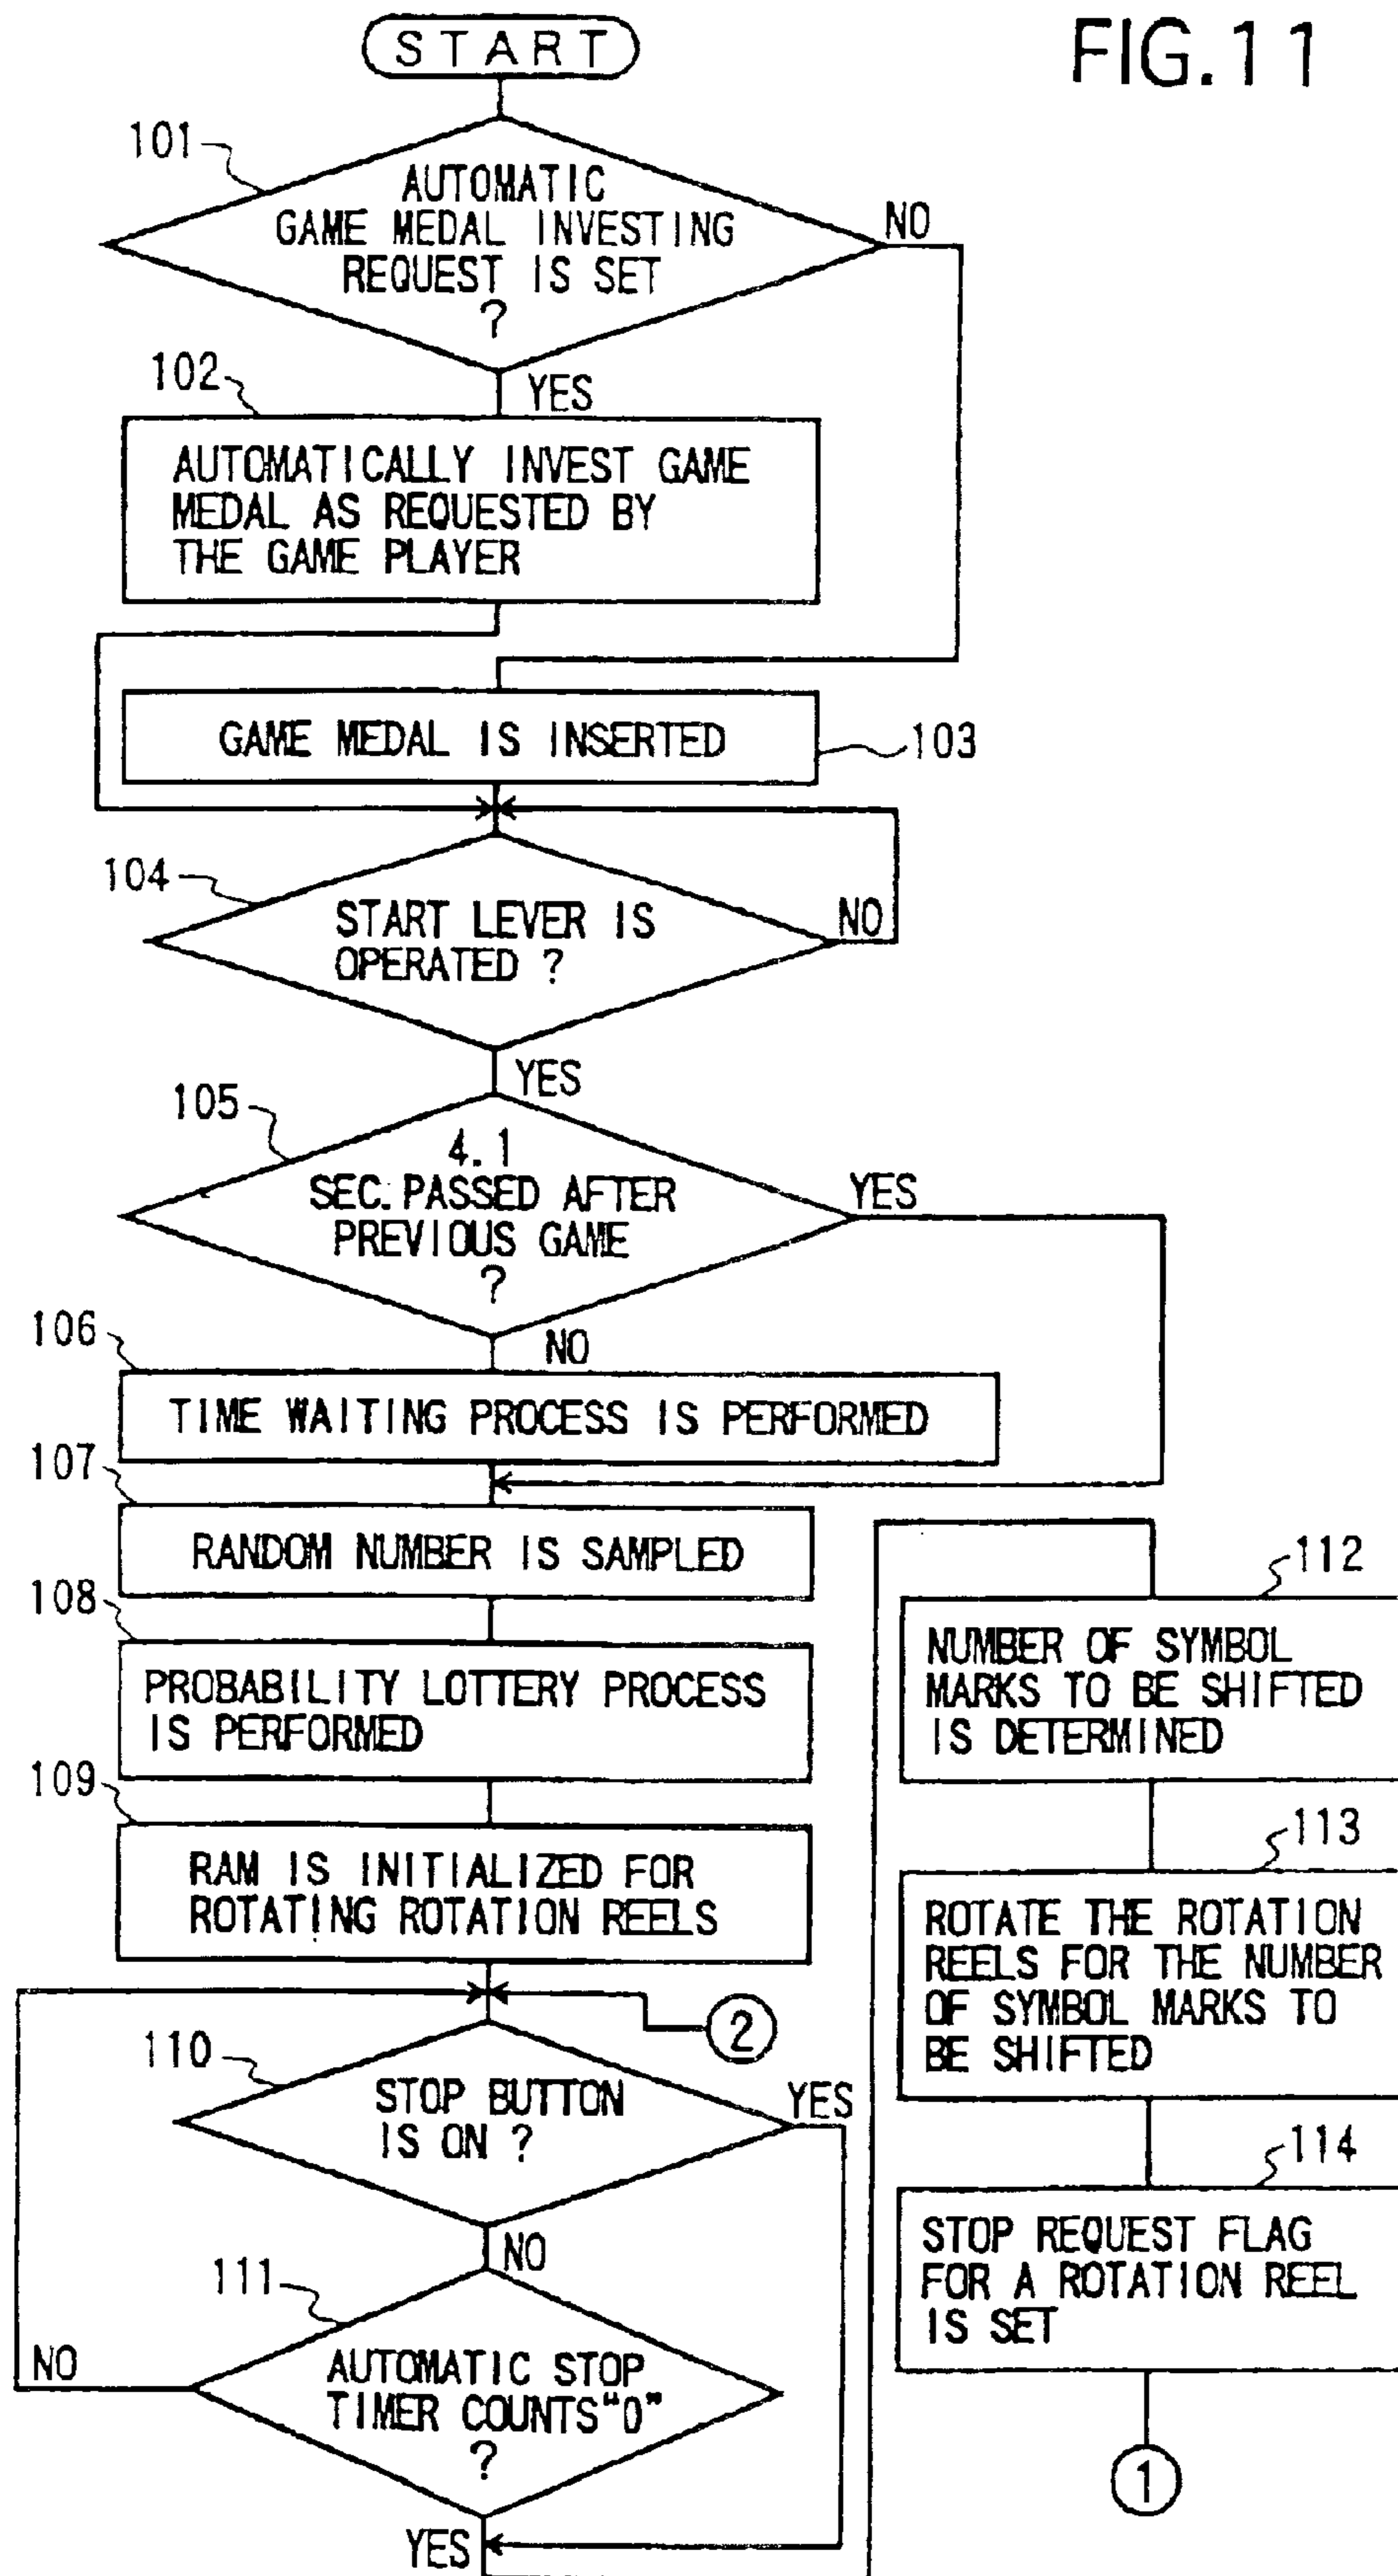 FIG.11
START
101
AUTOMATIC
GAME MEDAL INVESTING
REQUEST IS SET
?
NO
YES
102
AUTOMATICALLY INVEST GAME
MEDAL AS REQUESTED BY
THE GAME PLAYER
GAME MEDAL IS INSERTED
103
104
START LEVER IS
OPERATED ?
NO
YES
105
4.1
SEC. PASSED AFTER
PREVIOUS GAME
?
YES
NO
106
TIME WAITING PROCESS IS PERFORMED
107
RANDOM NUMBER IS SAMPLED
108
PROBABILITY LOTTERY PROCESS
IS PERFORMED
109
RAM IS INITIALIZED FOR
ROTATING ROTATION REELS
2
110
STOP BUTTON
IS ON ?
YES
NO
111
AUTOMATIC STOP
TIMER COUNTS"0"
?
NO
YES
112
NUMBER OF SYMBOL
MARKS TO BE SHIFTED
IS DETERMINED
113
ROTATE THE ROTATION
REELS FOR THE NUMBER
OF SYMBOL MARKS TO
BE SHIFTED
114
STOP REQUEST FLAG
FOR A ROTATION REEL
IS SET
1